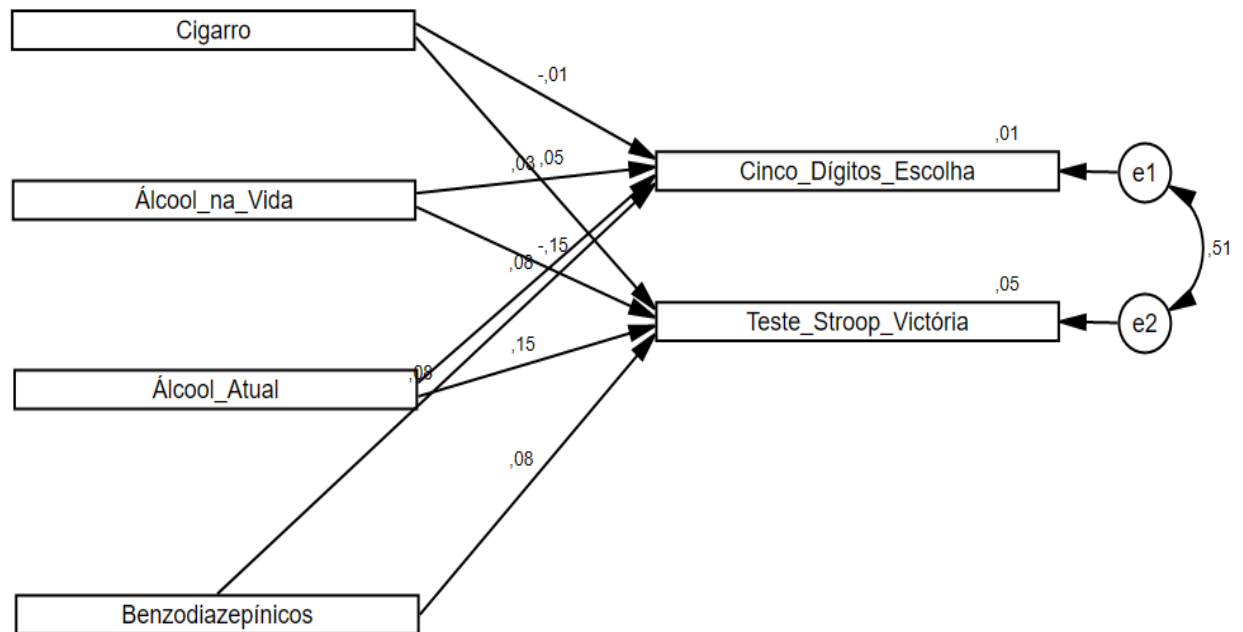 Cigarro
-,01
,01
,03
,05
Cinco_Dígitos_Escolha
e1
Álcool_na_Vida
-,15
,08
,51
,05
Teste_Stroop_Victória
e2
,15
Álcool_Atual
,08
,08
Benzodiazepínicos